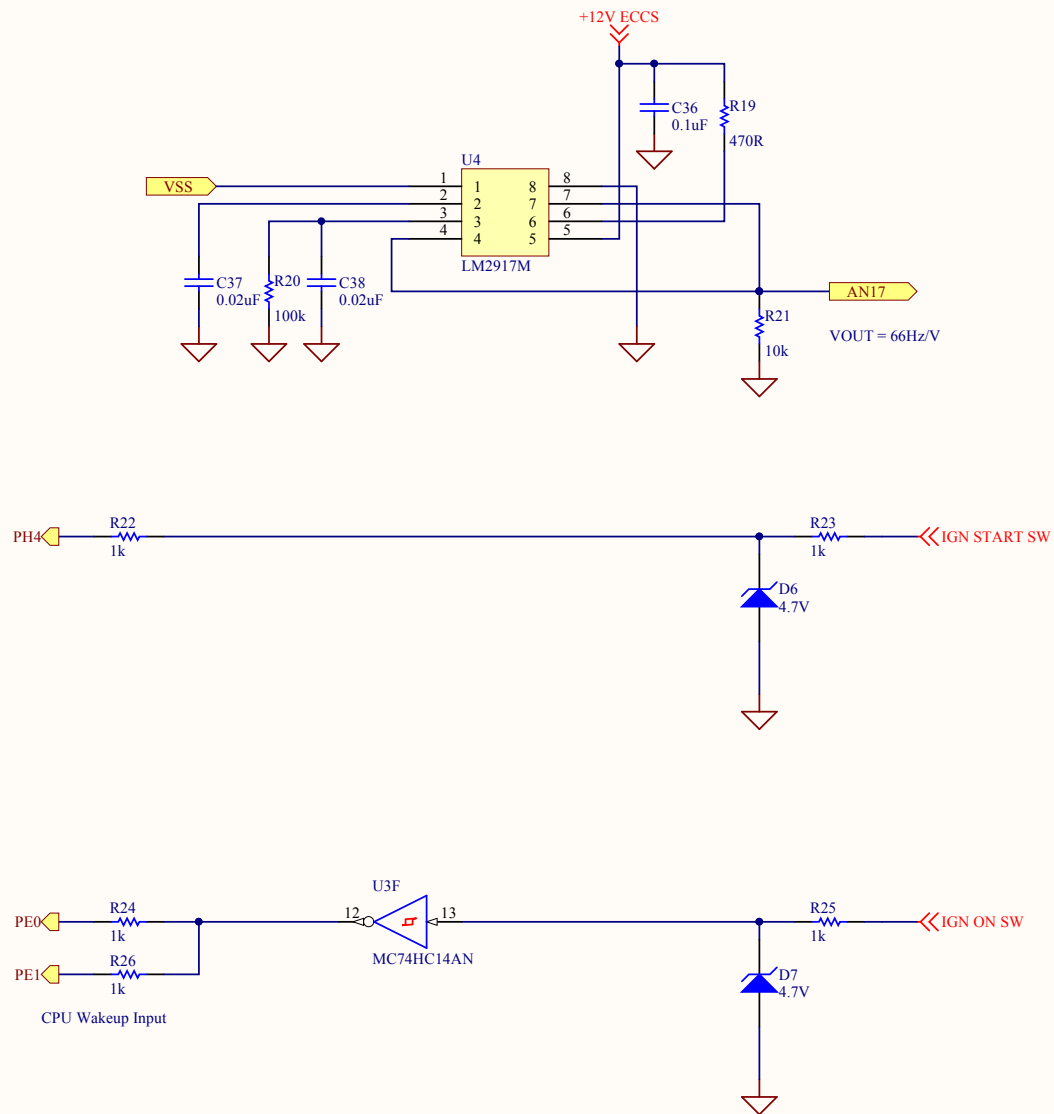 +12V ECCS
C36
0.1uF
R19
470R
U4
VSS
1
2
3
4
1
2
3
4
8
7
6
5
8
7
6
5
LM2917M
C37
0.02uF
R20
100k
C38
0.02uF
AN17
R21
10k
VOUT = 66Hz/V
PH4
R22
1k
R23
1k
IGN START SW
D6
4.7V
U3F
PE0
R24
1k
12
13
MC74HC14AN
R25
1k
IGN ON SW
PE1
R26
1k
D7
4.7V
CPU Wakeup Input